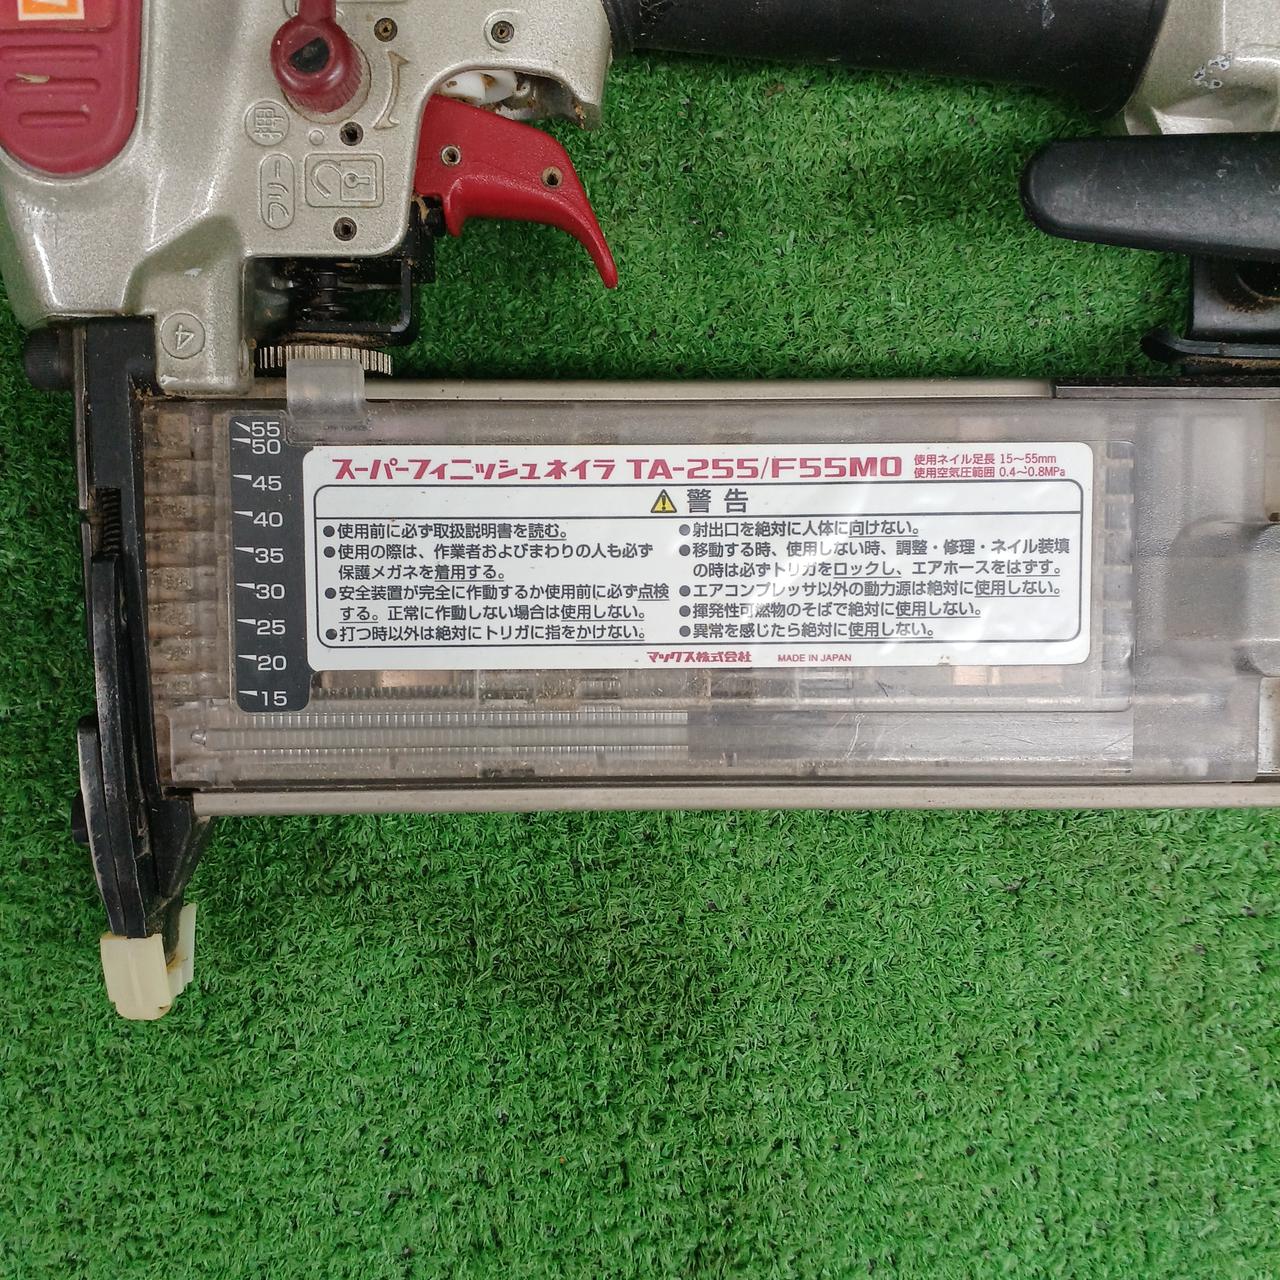 押
フリー
4
55
50
45
40
35
30
25
20
15
スーパーフィニッシュネイラ TA-255/F55MO
使用ネイル足長 15〜55mm
使用空気圧範囲 0.4〜0.8MPa
警告
●使用前に必ず取扱説明書を読む。
●使用の際は、作業者およびまわりの人も必ず
保護メガネを着用する。
●安全装置が完全に作動するか使用前に必ず点検
する。正常に作動しない場合は使用しない。
●打つ時以外は絶対にトリガに指をかけない。
●射出口を絶対に人体に向けない。
●移動する時、使用しない時、調整・修理・ネイル装填
の時は必ずトリガをロックし、エアホースをはずす。
●エアコンプレッサ以外の動力源は絶対に使用しない。
●揮発性可燃物のそばで絶対に使用しない。
●異常を感じたら絶対に使用しない。
マックス株式会社 MADE IN JAPAN